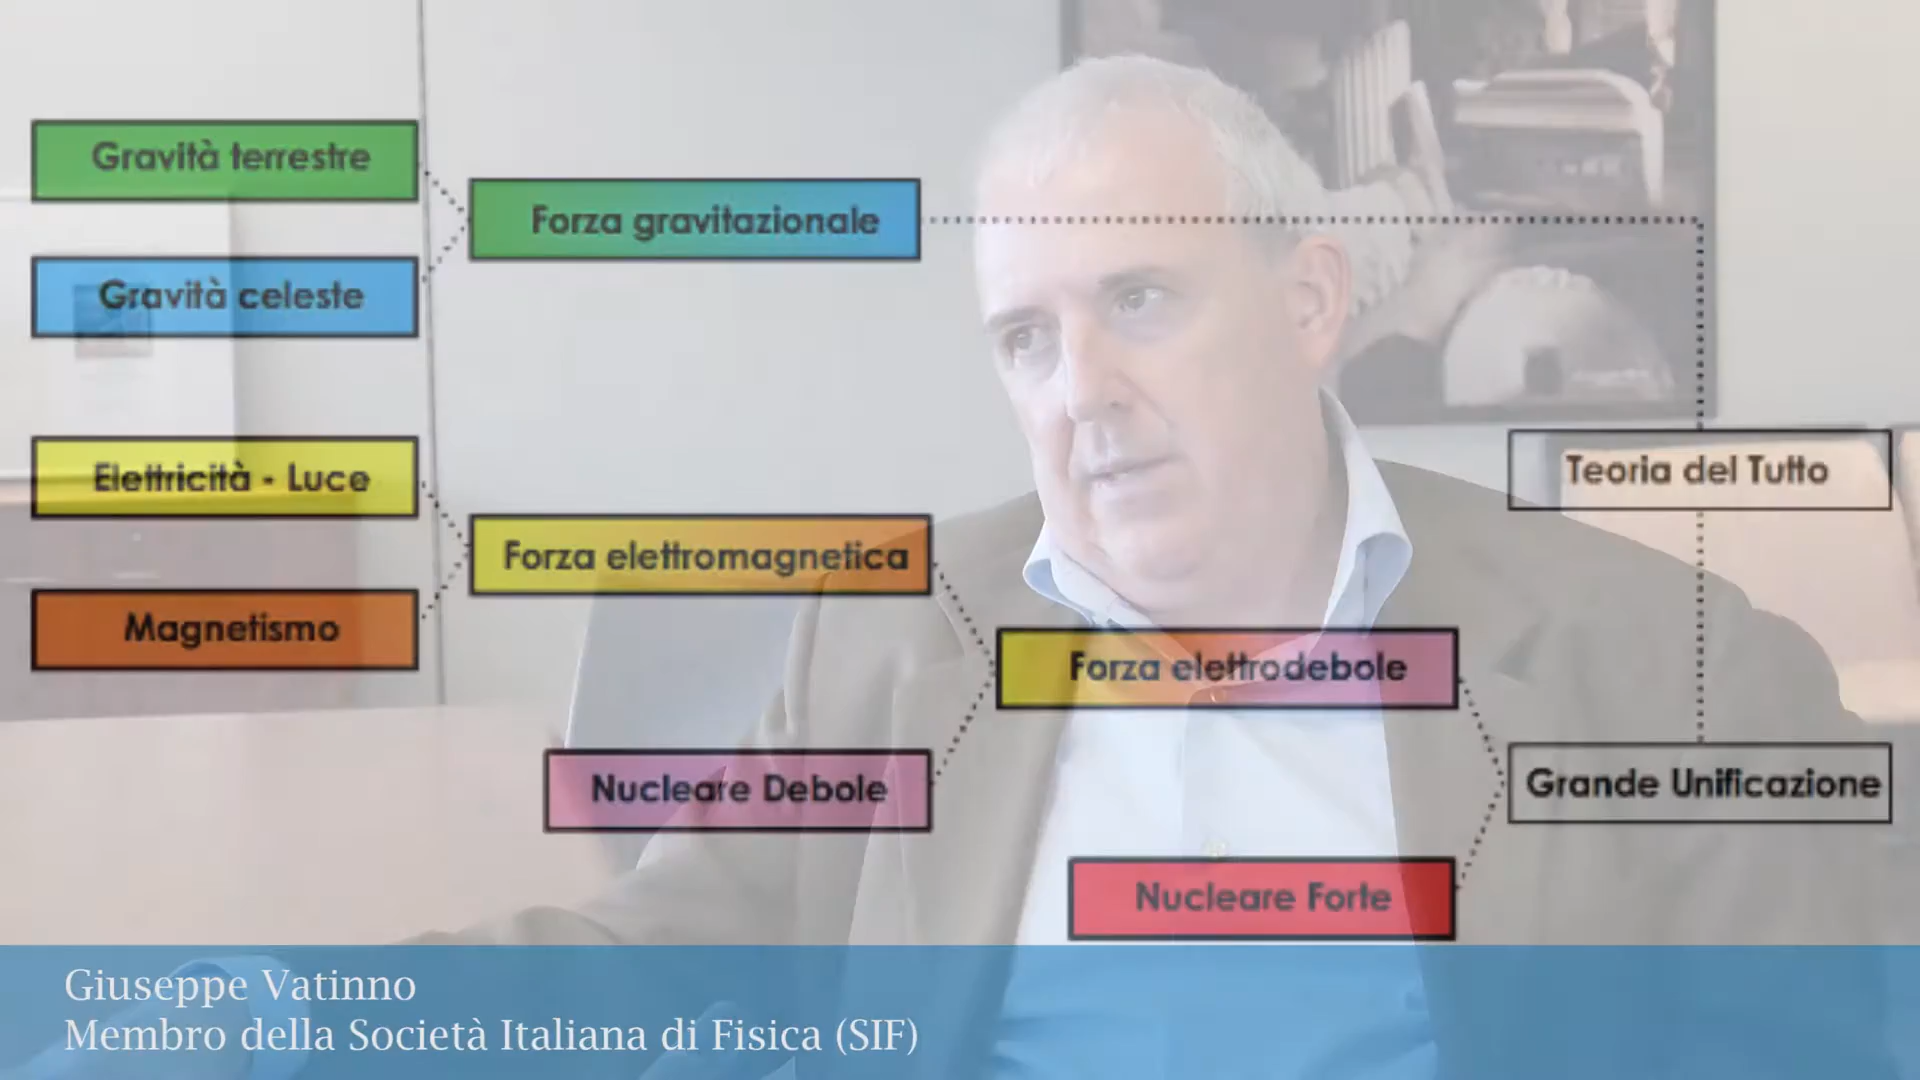 Gravità terrestre
Forza gravitazionale
Gravità celeste
Elettricità - Luce
Teoria del Tutto
Forza elettromagnetica
Magnetismo
Forza elettrodebole
Nucleare Debole
Grande Unificazione
Nucleare Forte
Giuseppe Vatinno
Membro della Società Italiana di Fisica (SIF)